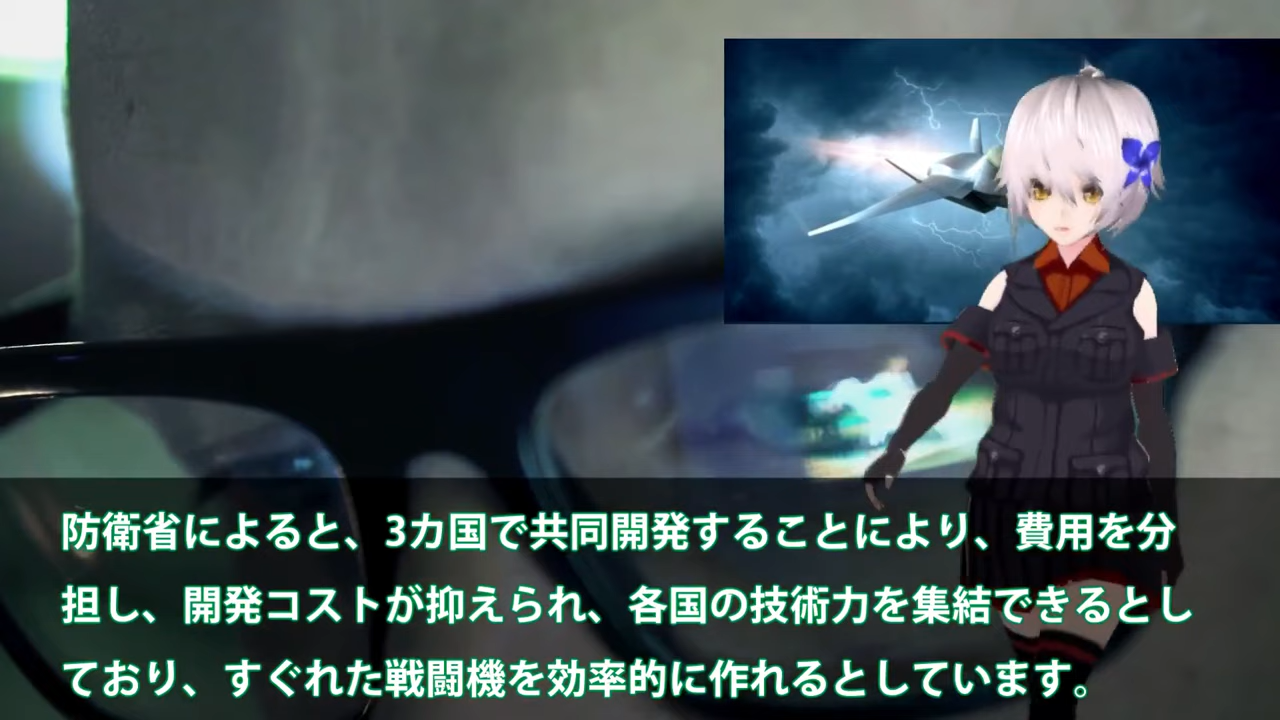 防衛省によると、3カ国で共同開発することにより、費用を分
担し、開発コストが抑えられ、各国の技術力を集結できるとし
ており、すぐれた戦闘機を効率的に作れるとしています。